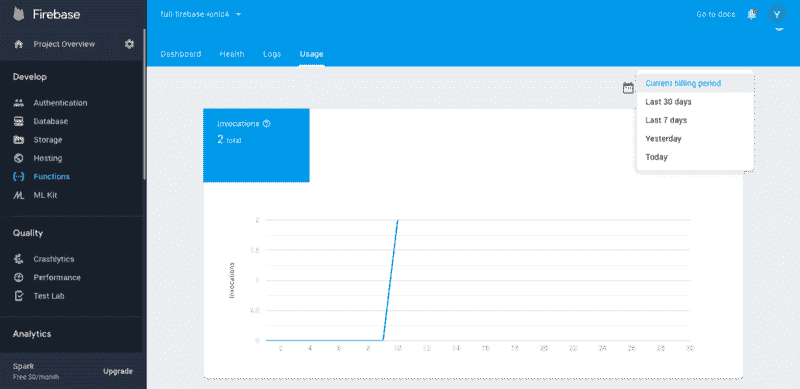 Firebase
full-firebase-ionic4
Go to docs
Y
Project Overview
Dashboard Health Logs Usage
Develop
Authentication
Database
Storage
Hosting
Functions
ML Kit
Quality
Crashlytics
Performance
Test Lab
Analytics
Spark
Free $0/month
Upgrade
Current billing period
Last 30 days
Last 7 days
Yesterday
Today
Invocations
2 total
Invocations
2
1.5
1
0.5
0
2 4 6 8 10 12 14 16 18 20 22 24 26 28 30